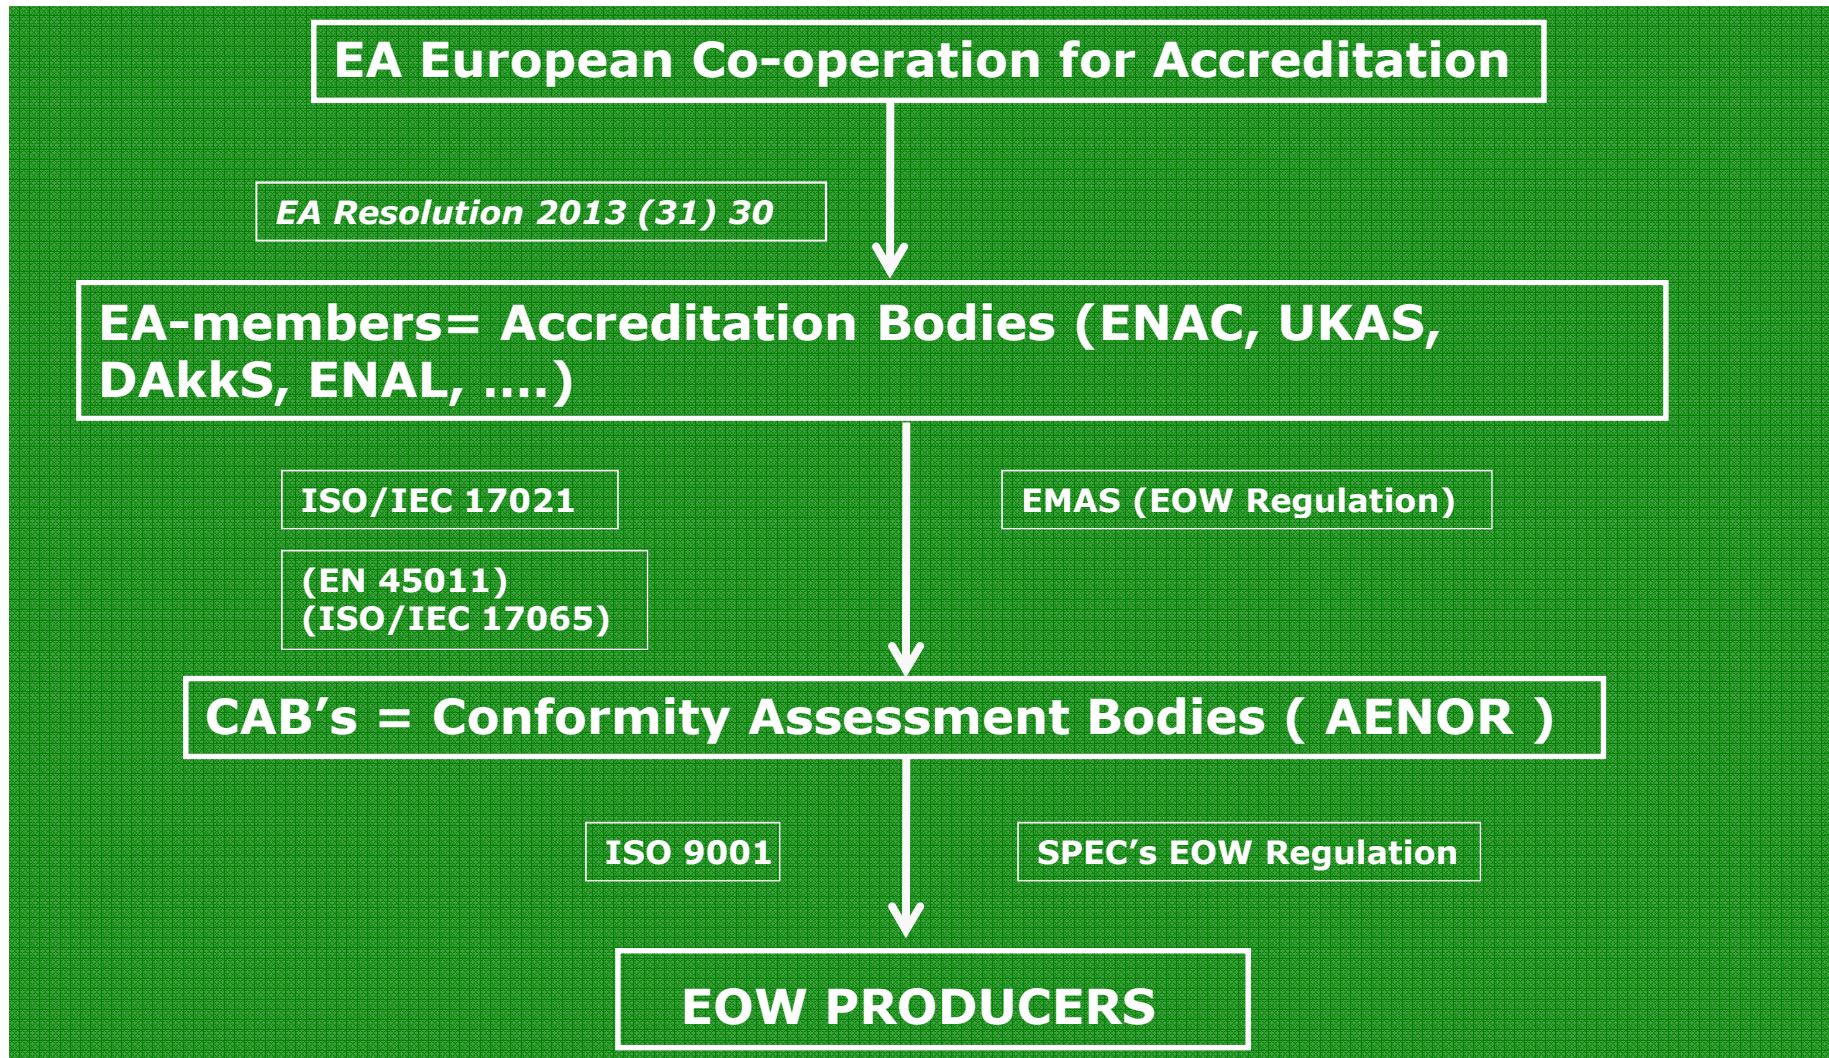 EA European Co-operation for Accreditation
EA Resolution 2013 (31) 30
EA-members= Accreditation Bodies (ENAC, UKAS,
DAkkS, ENAL, ....)
ISO/IEC 17021
EMAS (EOW Regulation)
(EN 45011)
(ISO/IEC 17065)
CAB’s = Conformity Assessment Bodies ( AENOR )
ISO 9001
SPEC’s EOW Regulation
EOW PRODUCERS